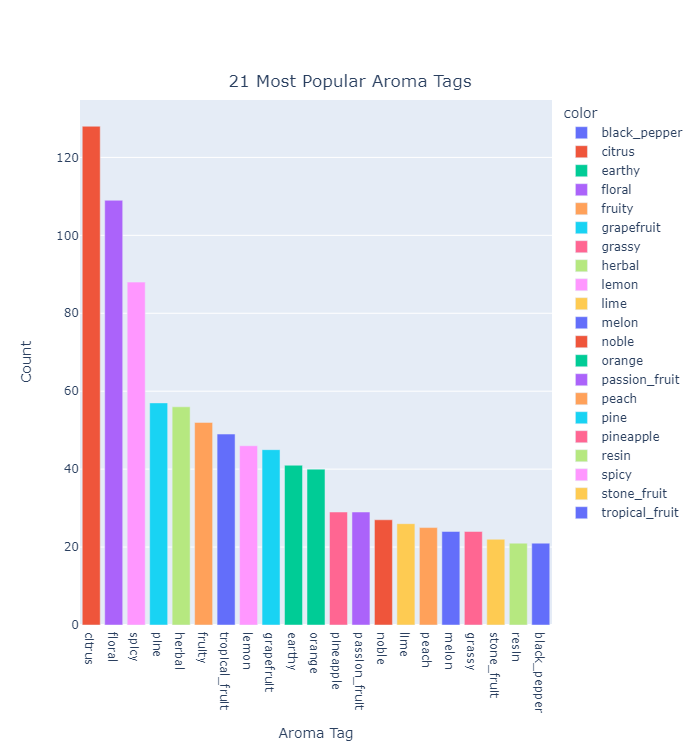 21 Most Popular Aroma Tags
color
black_pepper
citrus
earthy
floral
fruity
grapefruit
grassy
herbal
lemon
lime
melon
noble
orange
passion_fruit
peach
pine
pineapple
resin
spicy
stone_fruit
tropical_fruit
Count
120
100
80
60
40
20
0
citrus
floral
spicy
pine
herbal
fruity
tropical_fruit
lemon
grapefruit
earthy
orange
pineapple
passion_fruit
noble
lime
peach
melon
grassy
stone_fruit
resin
black_pepper
Aroma Tag